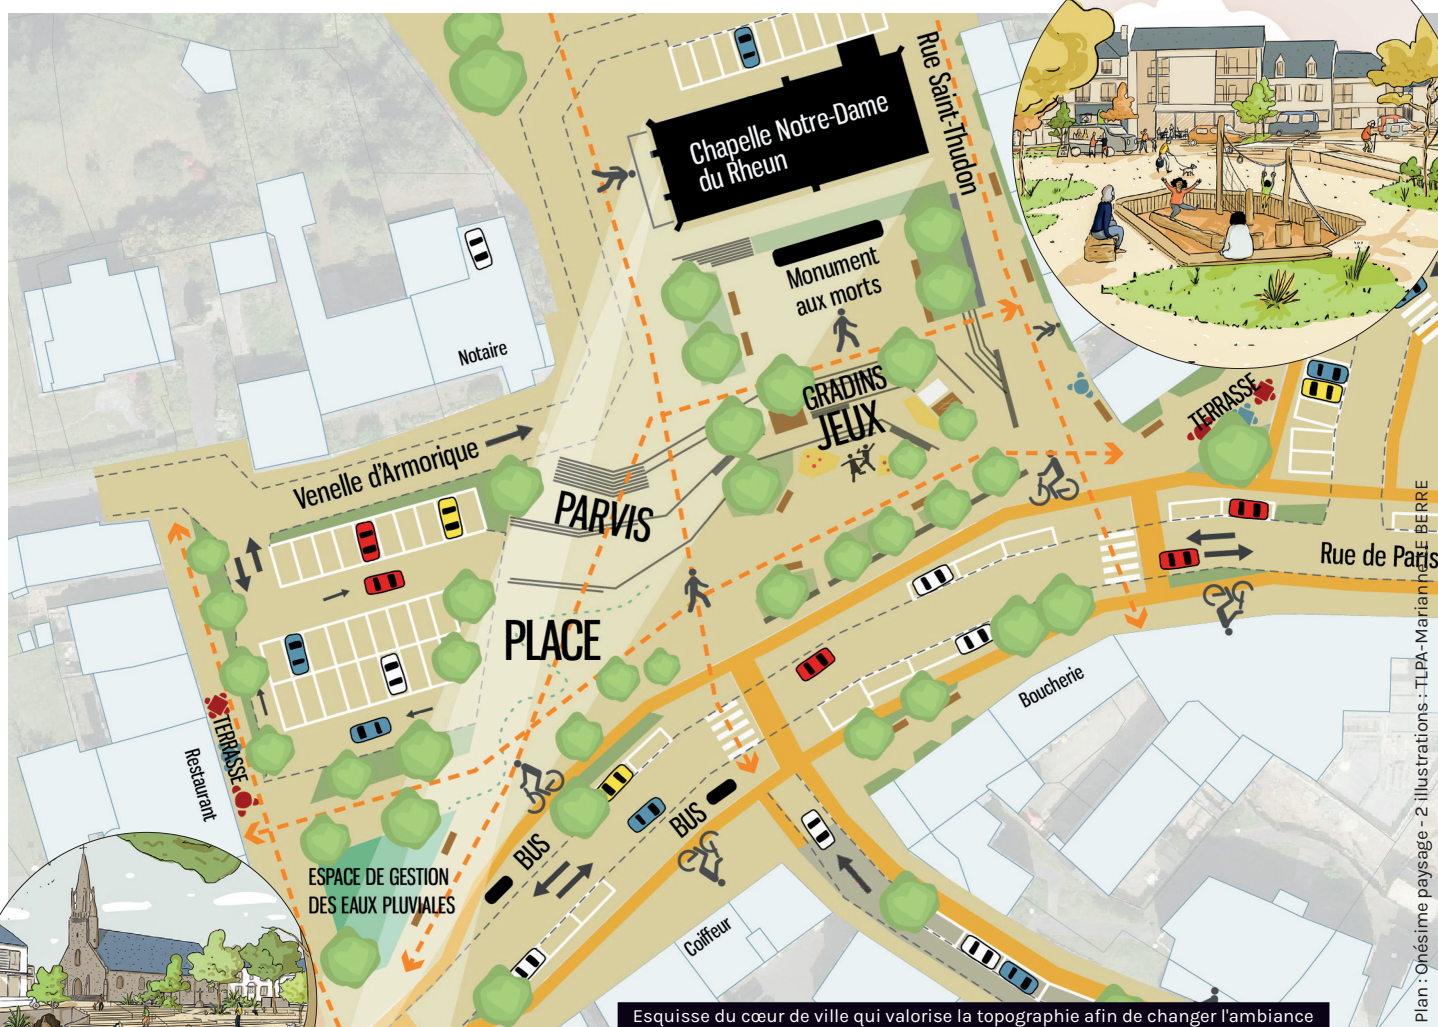 Chapelle Notre-Dame
du Rheun
Rue Saint-Thudon
Monument
aux morts
Notaire
GRADINS
JEUX
TERRASSE
Venelle d'Armorique
PARVIS
Rue de Paris
PLACE
Boucherie
TERRASSE
Restaurant
BUS
BUS
ESPACE DE GESTION
DES EAUX PLUVIALES
Coiffeur
Esquisse du cœur de ville qui valorise la topographie afin de changer l'ambiance
Plan : Onésime paysage - 2 illustrations : TLPA-Marianne LE BERRE